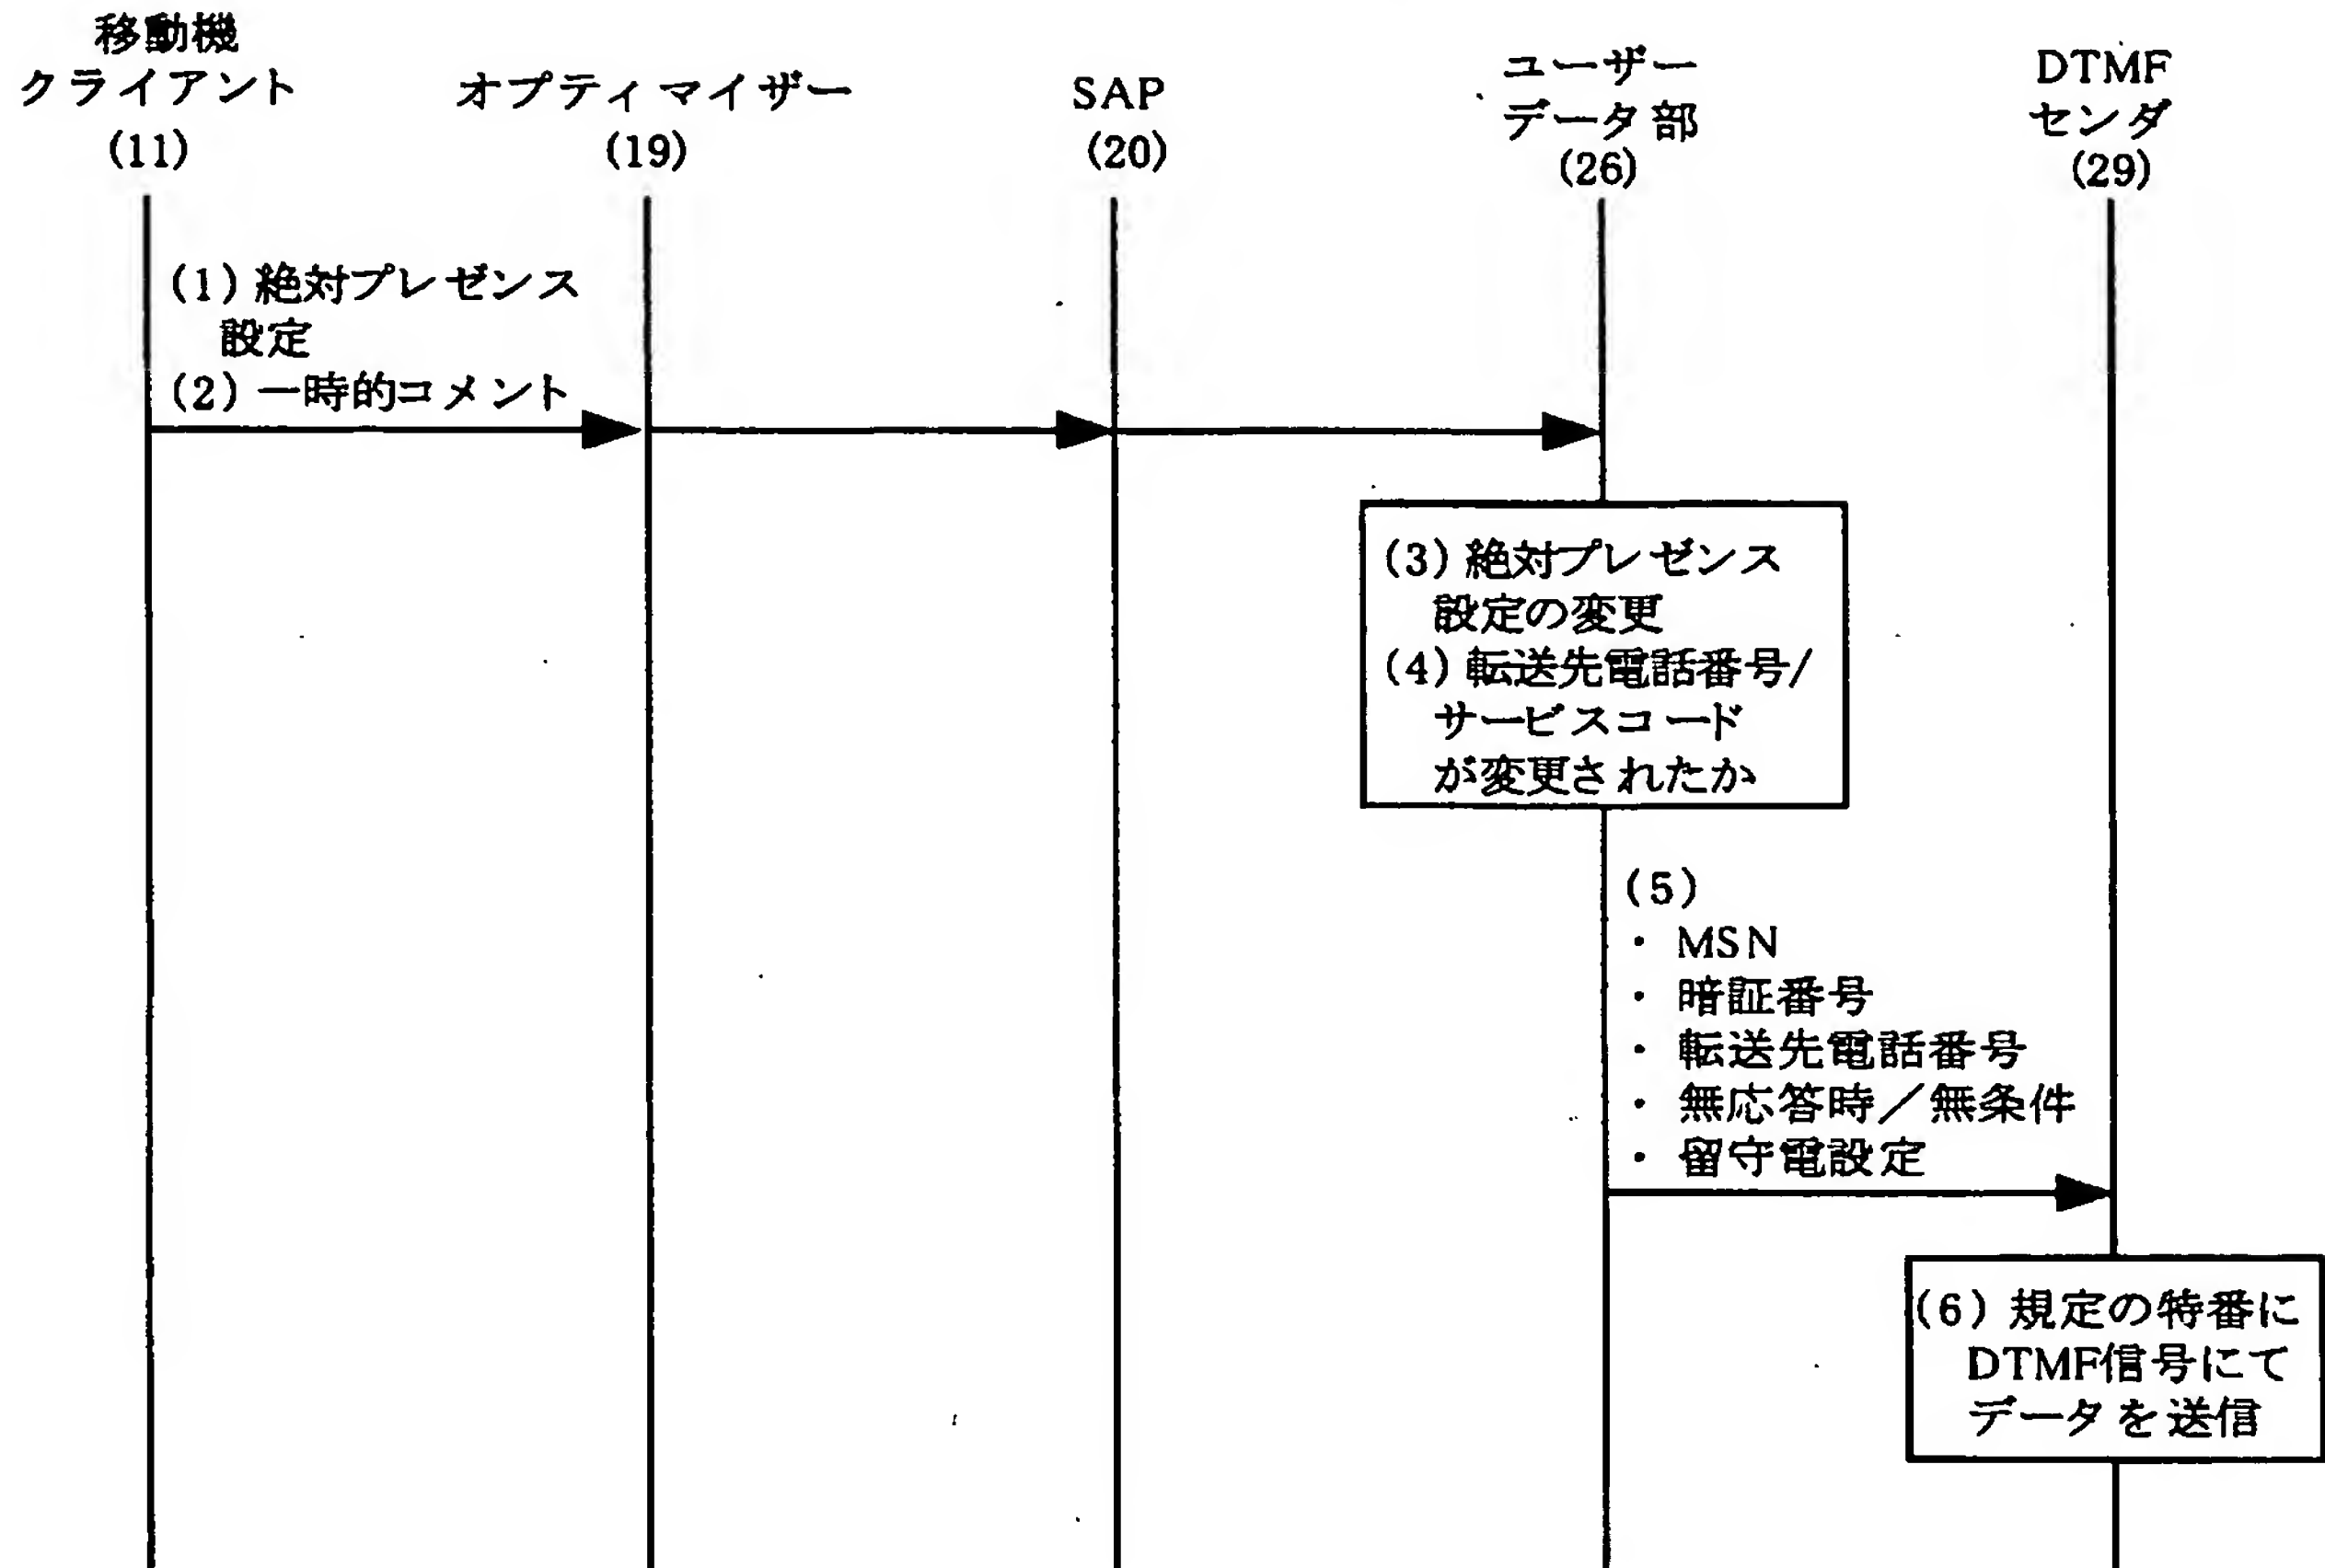 移動機
クライアント
(11)
オプティマイザー
(19)
SAP
(20)
ユーザー
データ部
(26)
DTMF
センダ
(29)
(1) 絶対プレゼンス
設定
(2) 一時的コメント
(3) 絶対プレゼンス
設定の変更
(4) 転送先電話番号/
サービスコード
が変更されたか
(5)
・ MSN
・ 暗証番号
・ 転送先電話番号
・ 無応答時／無条件
・ 留守電設定
(6) 規定の特番に
DTMF信号にて
データを送信